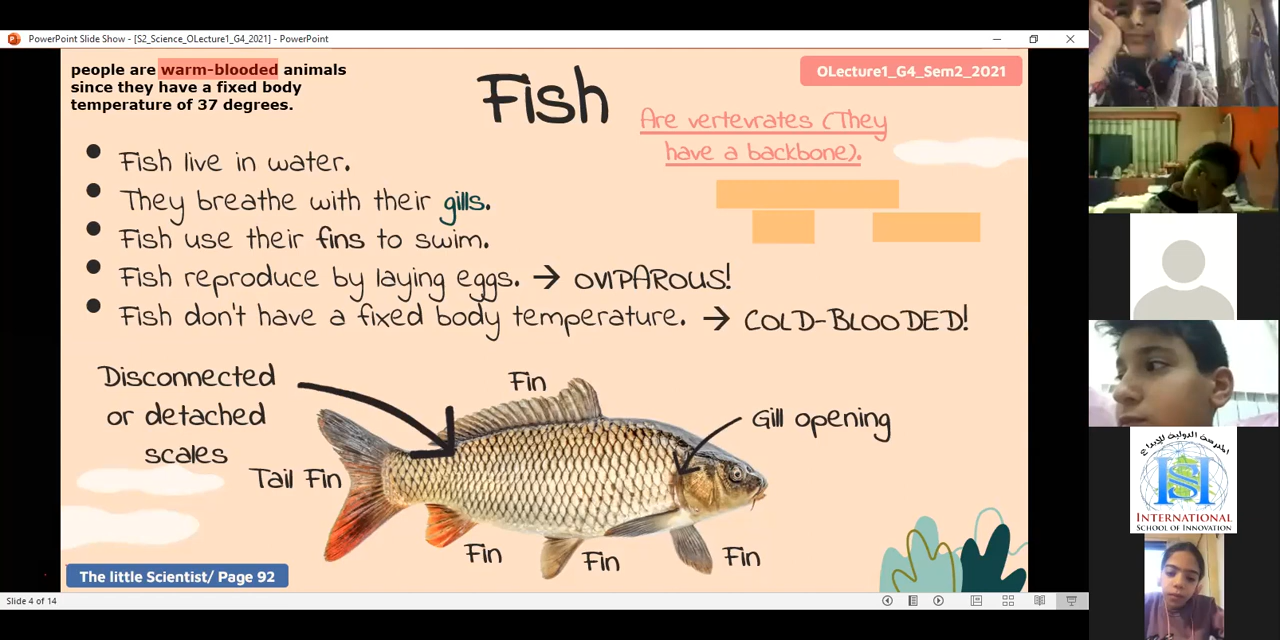 PowerPoint Slide Show - [S2_Science_OLecture1_G4_2021] - PowerPoint
people are warm-blooded animals
since they have a fixed body
temperature of 37 degrees.
Fish
OLecture1_G4_Sem2_2021
Are vertevrates (They
have a backbone).
Fish live in water.
They breathe with their gills.
Fish use their fins to swim.
Fish reproduce by laying eggs. → OVIPAROUS!
Fish don't have a fixed body temperature. → COLD-BLOODED!
Disconnected
or detached
scales
Fin
Gill opening
Tail Fin
Fin
Fin
Fin
The little Scientist/ Page 92
Slide 4 of 14
المدرسة الدولية للإبداع
ISI
INTERNATIONAL
SCHOOL OF INNOVATION